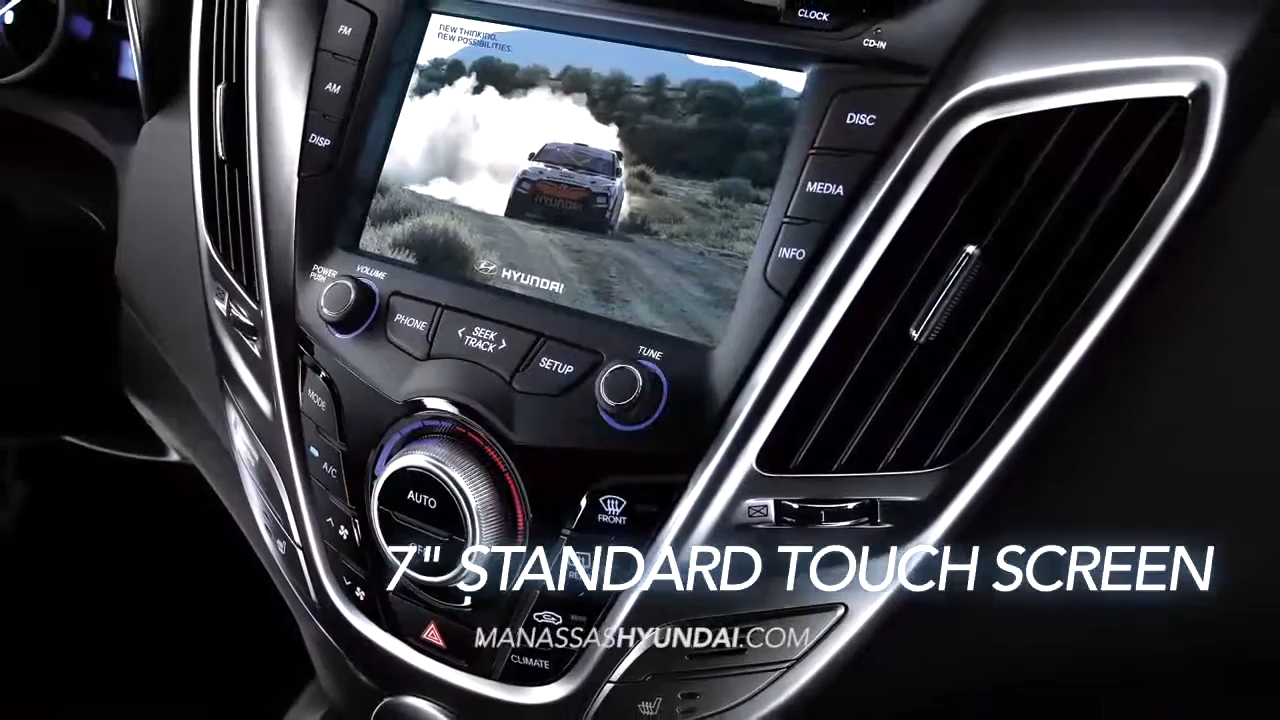 CLOCK
CD-IN
FM
AM
DISP
NEW THINKING.
NEW POSSIBILITIES.
DISC
MEDIA
INFO
HYUNDAI
HYUNDAI
POWER
PUSH
VOLUME
PHONE
SEEK
TRACK
SETUP
TUNE
MODE
A/C
AUTO
FRONT
7" STANDARD TOUCH SCREEN
MANASSASHYUNDAI.COM
CLIMATE